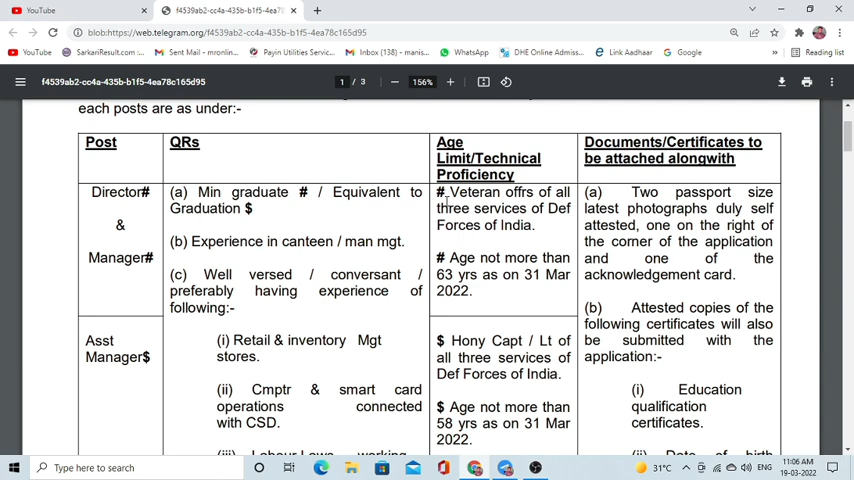 YouTube
f4539ab2-cc4a-435b-b1f5-4ea78c
blob:https://web.telegram.org/f4539ab2-cc4a-435b-b1f5-4ea78c165d95
YouTube
SarkariResult.com:...
Sent Mail - mronlin...
Payin Utilities Servic...
Inbox (138) - manis...
WhatsApp
DHE Online Admiss...
Link Aadhaar
Google
»
Reading list
f4539ab2-cc4a-435b-b1f5-4ea78c165d95
1 / 3
156%
each posts are as under:-
Post
QRs
Age
Limit/Technical
Proficiency
Documents/Certificates to
be attached alongwith
Director#
&
Manager#
(a) Min graduate # / Equivalent to
Graduation $
(b) Experience in canteen / man mgt.
(c) Well versed / conversant /
preferably having experience of
following:-
(i) Retail & inventory Mgt
stores.
(ii) Cmptr & smart card
operations connected
with CSD.
(iii) Labour Laws, working
# Veteran offrs of all
three services of Def
Forces of India.
# Age not more than
63 yrs as on 31 Mar
2022.
(a) Two passport size
latest photographs duly self
attested, one on the right of
the corner of the application
and one of the
acknowledgement card.
(b) Attested copies of the
following certificates will also
be submitted with the
application:-
(i) Education
qualification
certificates.
(ii) Date of birth
Asst
Manager$
$ Hony Capt / Lt of
all three services of
Def Forces of India.
$ Age not more than
58 yrs as on 31 Mar
2022.
Type here to search
31°C
ENG
11:06 AM
19-03-2022